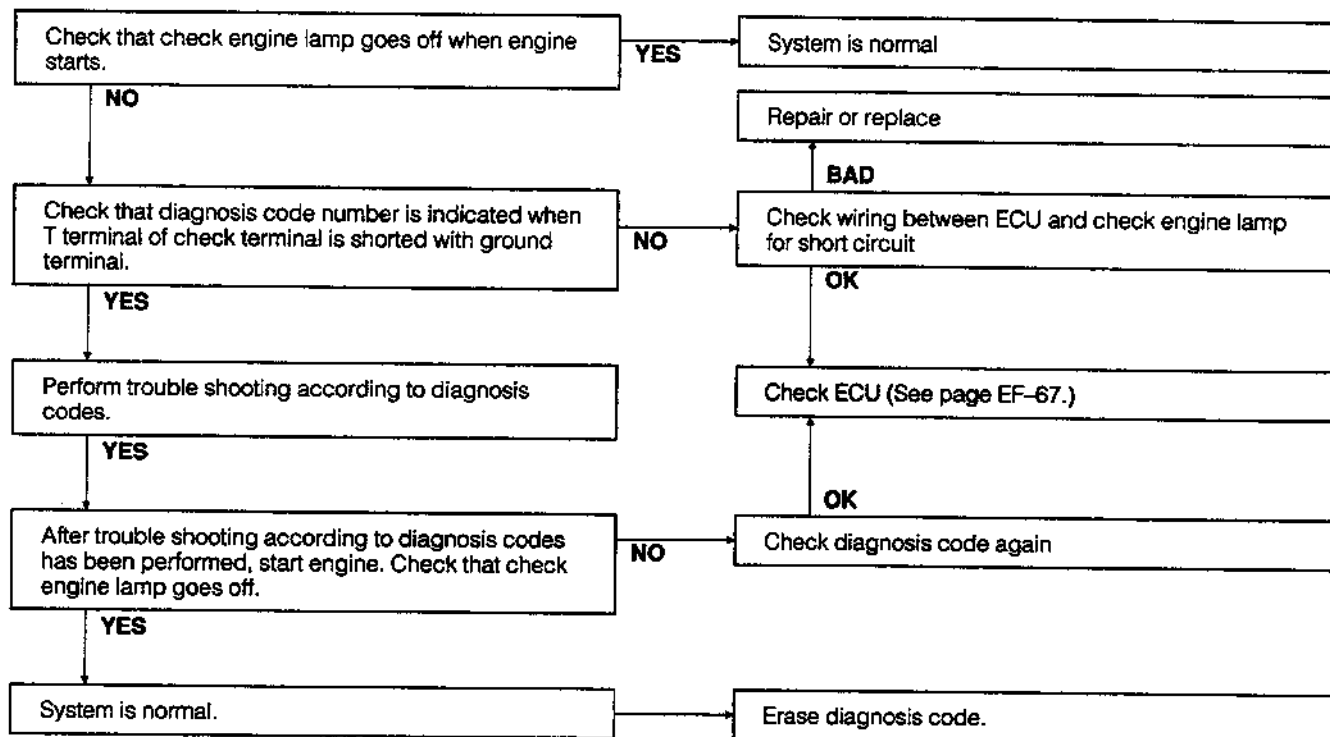 Check that check engine lamp goes off when engine
starts.
YES
System is normal
NO
Repair or replace
BAD
Check that diagnosis code number is indicated when
T terminal of check terminal is shorted with ground
terminal.
NO
Check wiring between ECU and check engine lamp
for short circuit
YES
OK
Perform trouble shooting according to diagnosis
codes.
Check ECU (See page EF–67.)
YES
OK
After trouble shooting according to diagnosis codes
has been performed, start engine. Check that check
engine lamp goes off.
NO
Check diagnosis code again
YES
System is normal.
Erase diagnosis code.